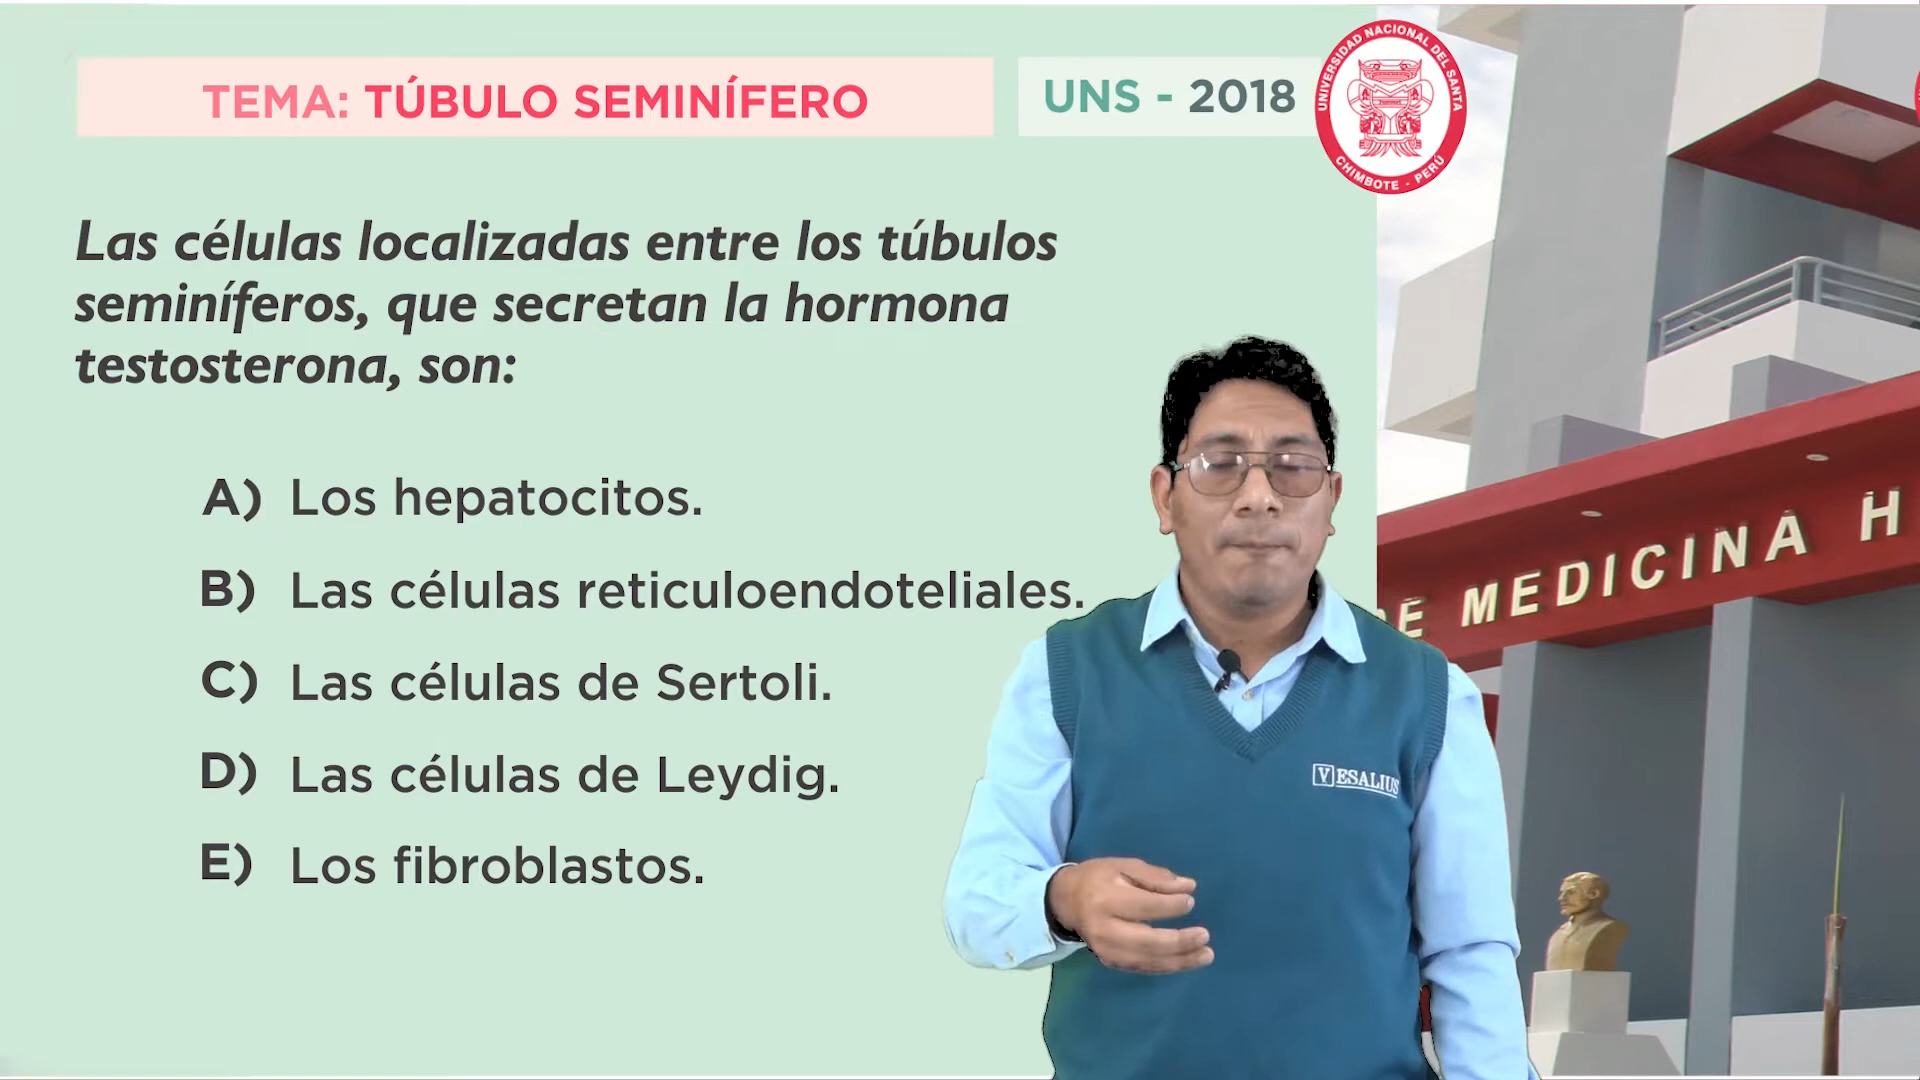 TEMA: TÚBULO SEMINÍFERO
UNS - 2018
UNIVERSIDAD NACIONAL DEL SANTA
CHIMBOTE - PERÚ
Las células localizadas entre los túbulos
seminíferos, que secretan la hormona
testosterona, son:
A) Los hepatocitos.
B) Las células reticuloendoteliales.
C) Las células de Sertoli.
D) Las células de Leydig.
E) Los fibroblastos.
DE MEDICINA H
VESALIUS